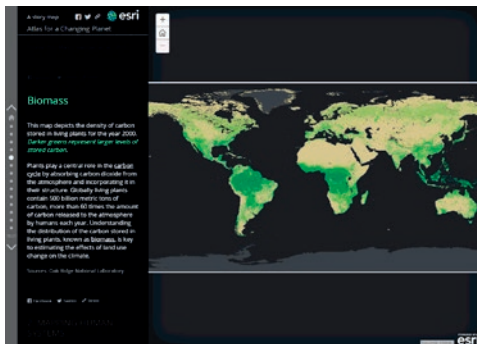 A Story Map
esri
Atlas for a Changing Planet
Biomass
This map depicts the density of carbon
stored in living plants for the year 2000.
Darker greens represent larger levels of
stored carbon.
Plants play a central role in the carbon
cycle by absorbing carbon dioxide from
the atmosphere and incorporating it in
their structure. Globally living plants
contain 500 billion metric tons of
carbon, more than 60 times the amount
of carbon released to the atmosphere
by humans each year. Understanding
the distribution of the carbon stored in
living plants, known as biomass, is key
to estimating the effects of land use
change on the climate.
Sources: Oak Ridge National Laboratory
Facebook Twitter
esri